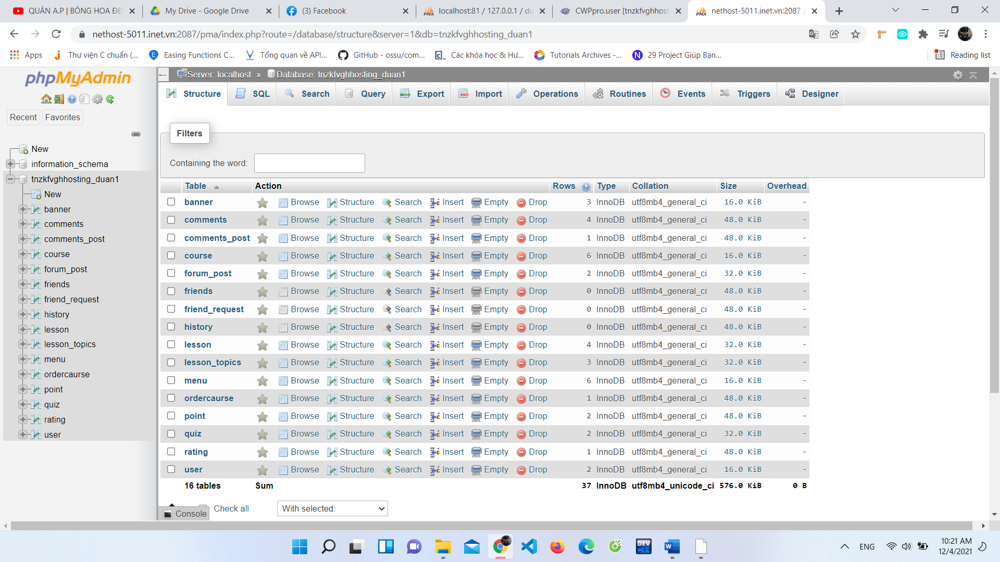 QUÂN A.P | BÔNG HOA ĐẸ
My Drive - Google Drive
(3) Facebook
localhost:81 / 127.0.0.1 / du
CWPpro.user [tnzkfvghhost
nethost-5011.inet.vn:2087 /
nethost-5011.inet.vn:2087/pma/index.php?route=/database/structure&server=1&db=tnzkfvghhosting_duan1
Apps
Thư viện C chuẩn (...
Easing Functions C...
Tổng quan về API...
GitHub - ossu/com...
Các khóa học & Hư...
Tutorials Archives -...
29 Project Giúp Bạn...
Reading list
phpMyAdmin
Recent
Favorites
New
information_schema
tnzkfvghhosting_duan1
New
banner
comments
comments_post
course
forum_post
friends
friend_request
history
lesson
lesson_topics
menu
ordercaurse
point
quiz
rating
user
Server: localhost » Database: tnzkfvghhosting_duan1
Structure SQL Search Query Export Import Operations Routines Events Triggers Designer
Filters
Containing the word:
Table Action Rows Type Collation Size Overhead
banner Browse Structure Search Insert Empty Drop 3 InnoDB utf8mb4_general_ci 16.0 KiB -
comments Browse Structure Search Insert Empty Drop 4 InnoDB utf8mb4_general_ci 48.0 KiB -
comments_post Browse Structure Search Insert Empty Drop 1 InnoDB utf8mb4_general_ci 48.0 KiB -
course Browse Structure Search Insert Empty Drop 6 InnoDB utf8mb4_general_ci 16.0 KiB -
forum_post Browse Structure Search Insert Empty Drop 2 InnoDB utf8mb4_general_ci 32.0 KiB -
friends Browse Structure Search Insert Empty Drop 0 InnoDB utf8mb4_general_ci 48.0 KiB -
friend_request Browse Structure Search Insert Empty Drop 0 InnoDB utf8mb4_general_ci 48.0 KiB -
history Browse Structure Search Insert Empty Drop 0 InnoDB utf8mb4_general_ci 48.0 KiB -
lesson Browse Structure Search Insert Empty Drop 4 InnoDB utf8mb4_general_ci 32.0 KiB -
lesson_topics Browse Structure Search Insert Empty Drop 3 InnoDB utf8mb4_general_ci 32.0 KiB -
menu Browse Structure Search Insert Empty Drop 6 InnoDB utf8mb4_general_ci 16.0 KiB -
ordercaurse Browse Structure Search Insert Empty Drop 1 InnoDB utf8mb4_general_ci 48.0 KiB -
point Browse Structure Search Insert Empty Drop 2 InnoDB utf8mb4_general_ci 48.0 KiB -
quiz Browse Structure Search Insert Empty Drop 2 InnoDB utf8mb4_general_ci 32.0 KiB -
rating Browse Structure Search Insert Empty Drop 1 InnoDB utf8mb4_general_ci 48.0 KiB -
user Browse Structure Search Insert Empty Drop 2 InnoDB utf8mb4_general_ci 16.0 KiB -
16 tables Sum 37 InnoDB utf8mb4_unicode_ci 576.0 KiB 0 B
Check all With selected:
Console
DEV C++
ENG
10:21 AM
12/4/2021